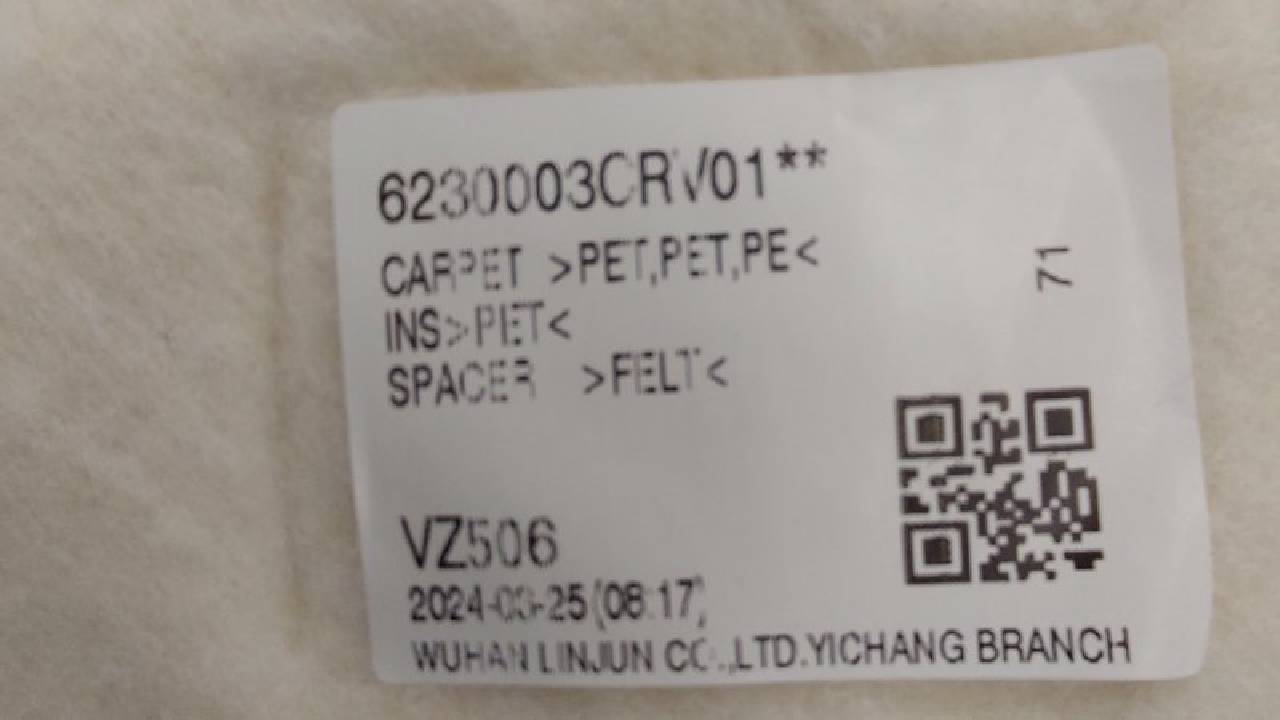 6230003CRV01**
CARPET >PET,PET,PE<
INS>PET<
SPACER >FELT<
71
VZ506
2024-03-25(08:17)
WUHAN LINJUN CO.,LTD.YICHANG BRANCH